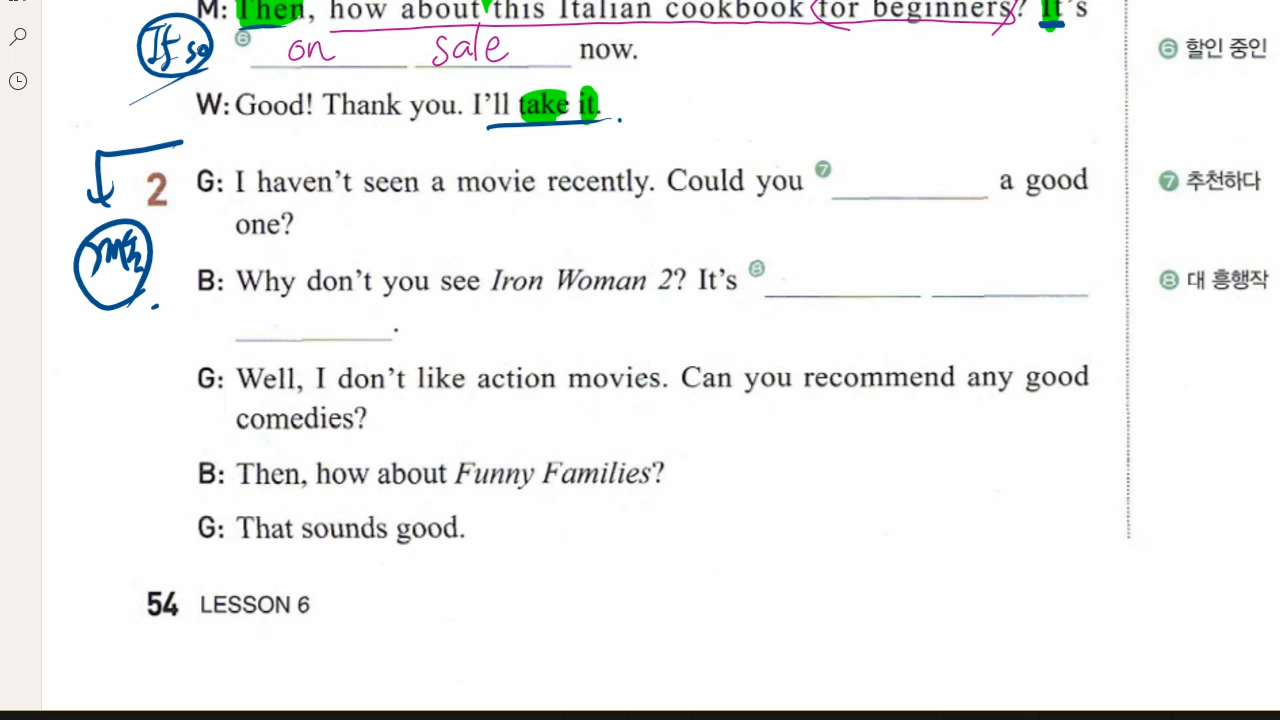 M: Then, how about this Italian cookbook for beginners? It's
If so
⑥ on sale now.
⑥ 할인 중인
W: Good! Thank you. I'll take it.
2 G: I haven't seen a movie recently. Could you ⑦ ____ a good
⑦ 추천하다
one?
B: Why don't you see Iron Woman 2? It's ⑧ ____ ____
⑧ 대 흥행작
____.
G: Well, I don't like action movies. Can you recommend any good
comedies?
B: Then, how about Funny Families?
G: That sounds good.
54 LESSON 6